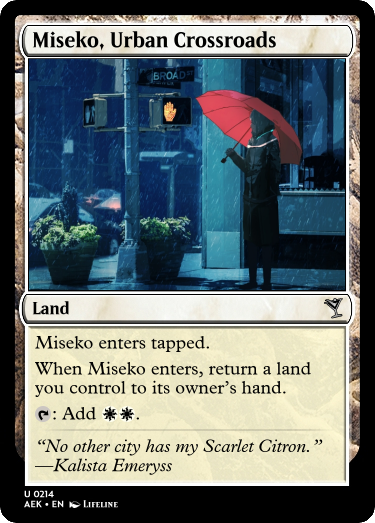 Miseko, Urban Crossroads
BROAD
Land
Miseko enters tapped.
When Miseko enters, return a land
you control to its owner's hand.
: Add .
“No other city has my Scarlet Citron.”
—Kalista Emeryss
U 0214
AEK • EN LIFELINE